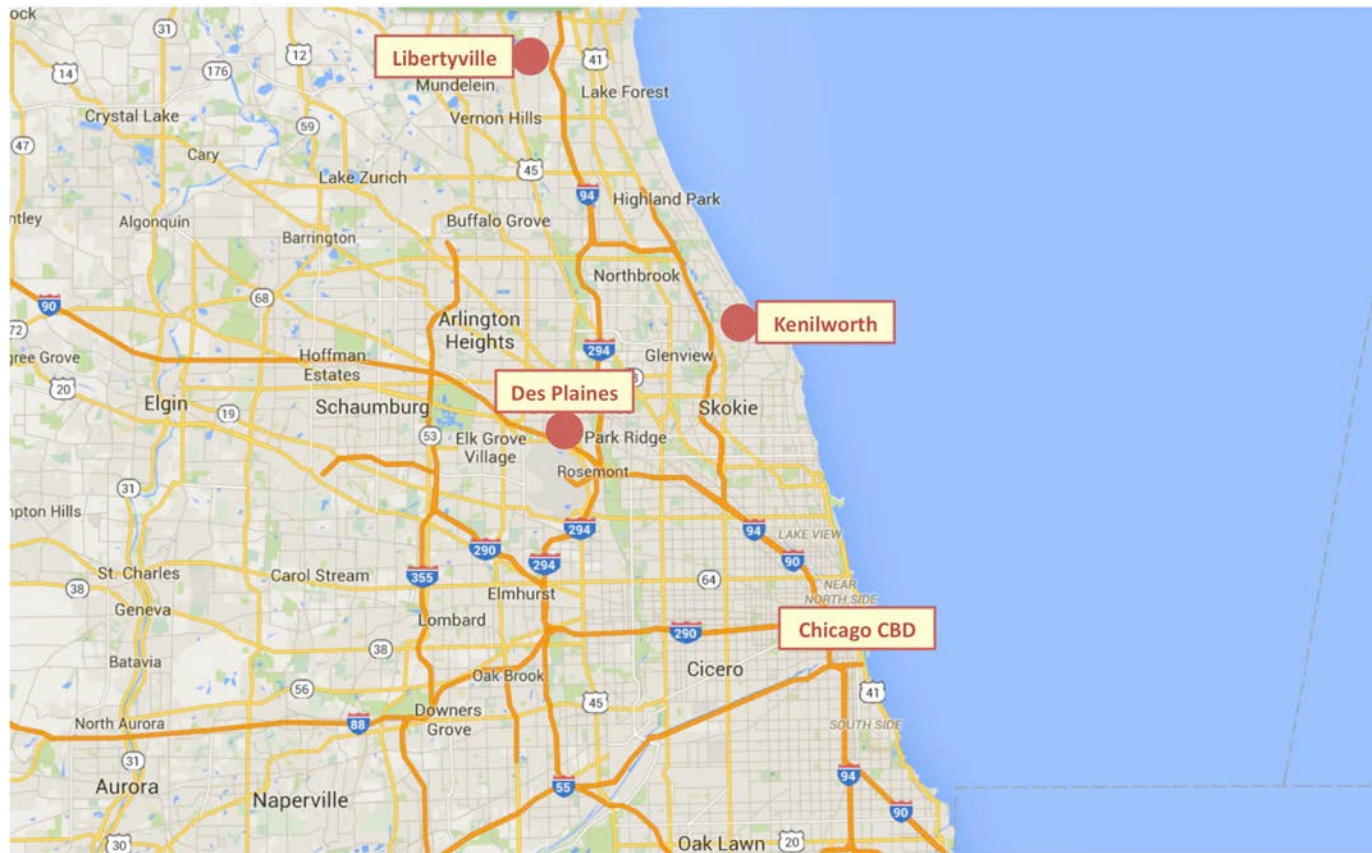 ock
31
12
Libertyville
41
14
176
Mundelein
Lake Forest
Crystal Lake
59
Vernon Hills
47
Cary
Lake Zurich
45
94
Highland Park
ntley
Algonquin
Buffalo Grove
Barrington
Northbrook
68
90
72
Arlington
Heights
Kenilworth
294
gree Grove
Hoffman
Estates
Glenview
20
Des Plaines
Elgin
19
Schaumburg
Skokie
53
Elk Grove
Village
Park Ridge
Rosemont
31
mpton Hills
294
94
LAKE VIEW
290
294
90
St. Charles
Carol Stream
355
64
38
Elmhurst
NEAR
NORTH SIDE
Geneva
Lombard
Chicago CBD
290
38
Batavia
Oak Brook
Cicero
56
45
41
North Aurora
88
Downers
Grove
SOUTH SIDE
31
94
Aurora
55
Naperville
90
30
Oak Lawn
20